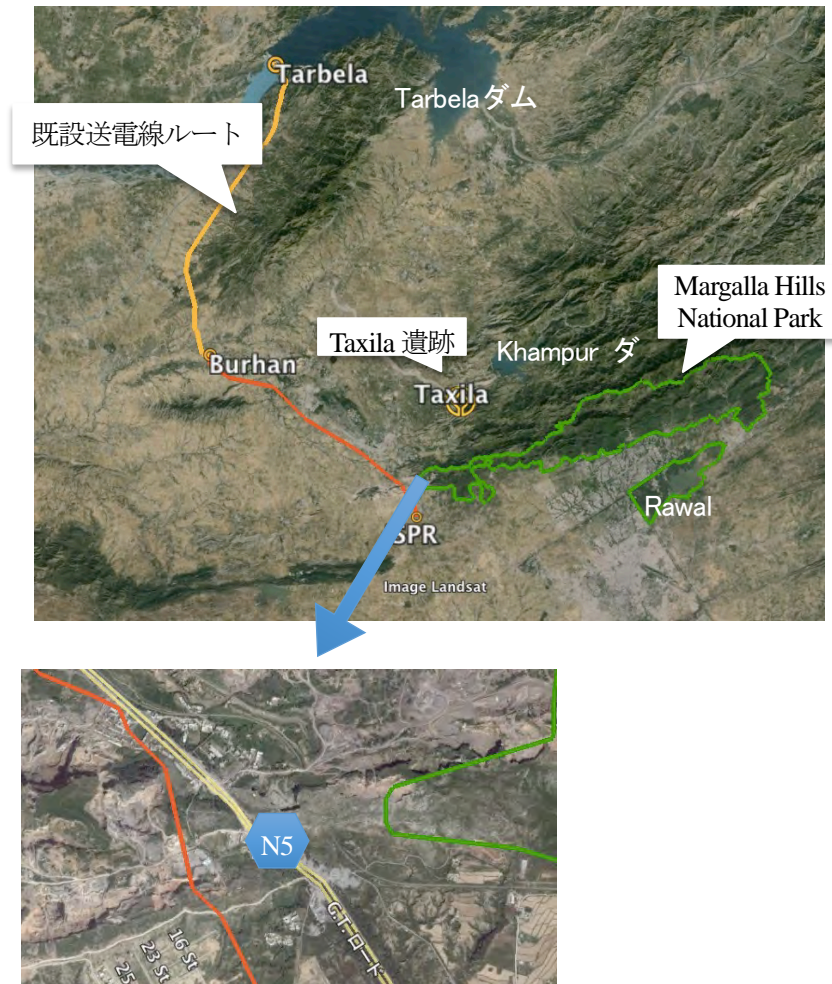 Tarbela
Tarbelaダム
既設送電線ルート
Margalla Hills
National Park
Taxila 遺跡
Khampur ダ
Burhan
Taxila
Rawal
SPR
Image Landsat
N5
G.T. ロード
16 St
23 St
25